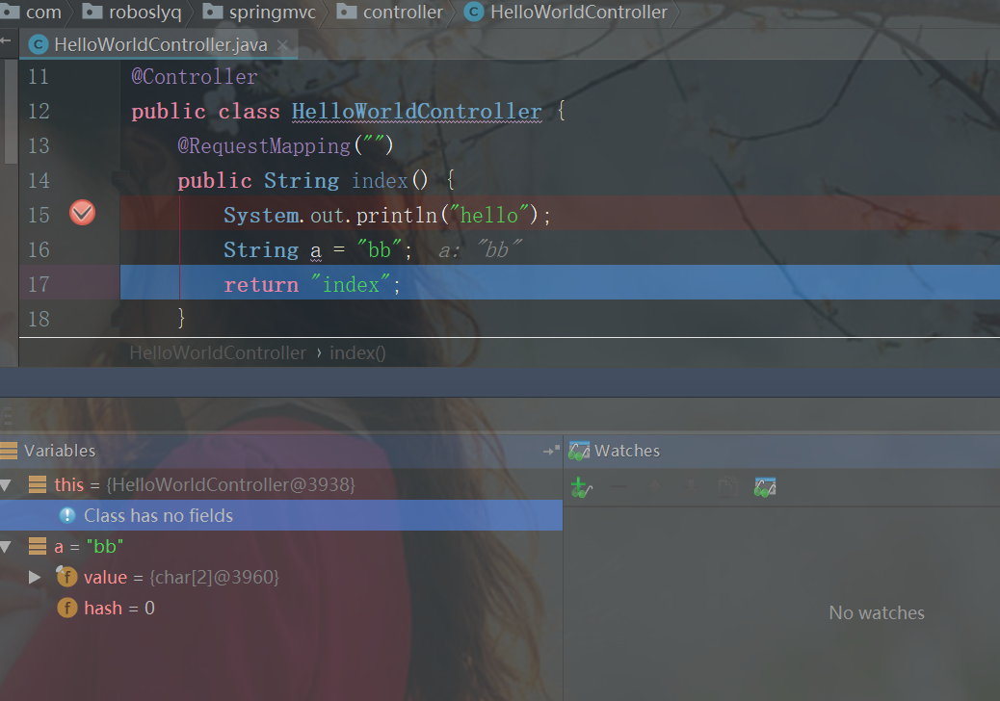 com roboslyq springmvc controller HelloWorldController
HelloWorldController.java
11 @Controller
12 public class HelloWorldController {
13 @RequestMapping("")
14 public String index() {
15 System.out.println("hello");
16 String a = "bb"; a: "bb"
17 return "index";
18 }
HelloWorldController › index()
Variables
Watches
this = {HelloWorldController@3938}
Class has no fields
a = "bb"
value = {char[2]@3960}
hash = 0
No watches